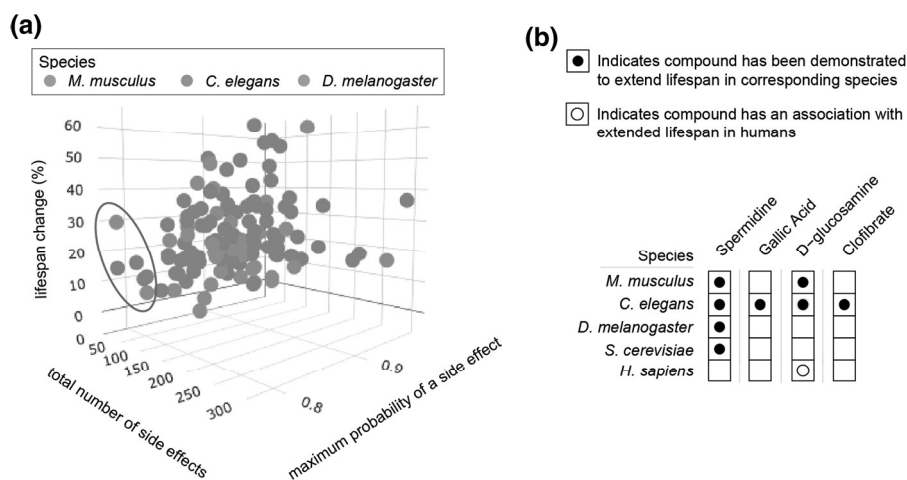 (a)
Species
M. musculus
C. elegans
D. melanogaster
60
50
40
30
20
10
0
lifespan change (%)
0
50
100
150
200
250
300
total number of side effects
0.9
0.8
maximum probability of a side effect
(b)
Indicates compound has been demonstrated
to extend lifespan in corresponding species
Indicates compound has an association with
extended lifespan in humans
Spermidine
Gallic Acid
D-glucosamine
Clofibrate
Species
M. musculus
C. elegans
D. melanogaster
S. cerevisiae
H. sapiens